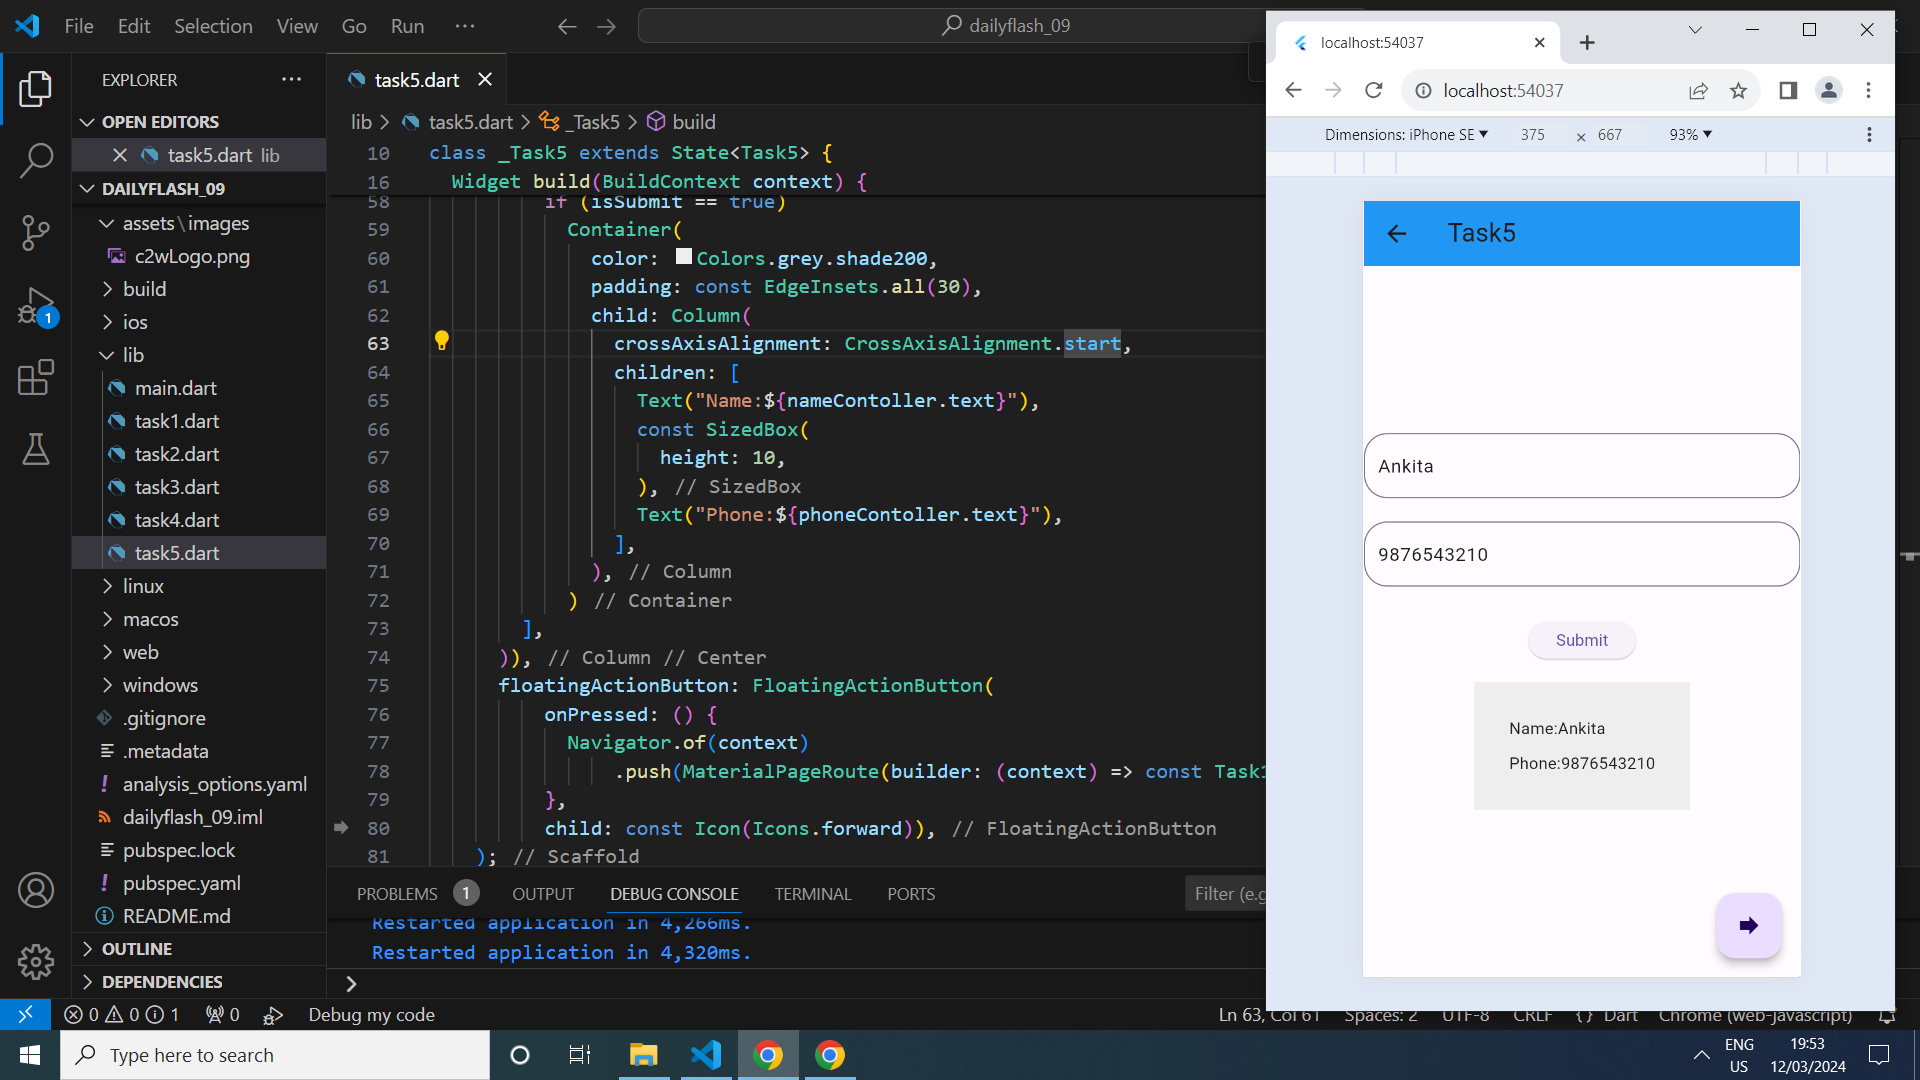 File Edit Selection View Go Run ···
dailyflash_09
EXPLORER
OPEN EDITORS
task5.dart lib
DAILYFLASH_09
assets\images
c2wLogo.png
build
ios
lib
main.dart
task1.dart
task2.dart
task3.dart
task4.dart
task5.dart
linux
macos
web
windows
.gitignore
.metadata
analysis_options.yaml
dailyflash_09.iml
pubspec.lock
pubspec.yaml
README.md
OUTLINE
DEPENDENCIES
task5.dart
lib > task5.dart > _Task5 > build
10 class _Task5 extends State<Task5> {
16 Widget build(BuildContext context) {
58 if (isSubmit == true)
59 Container(
60 color: Colors.grey.shade200,
61 padding: const EdgeInsets.all(30),
62 child: Column(
63 crossAxisAlignment: CrossAxisAlignment.start,
64 children: [
65 Text("Name:${nameContoller.text}"),
66 const SizedBox(
67 height: 10,
68 ), // SizedBox
69 Text("Phone:${phoneContoller.text}"),
70 ],
71 ), // Column
72 ) // Container
73 ],
74 )), // Column // Center
75 floatingActionButton: FloatingActionButton(
76 onPressed: () {
77 Navigator.of(context)
78 .push(MaterialPageRoute(builder: (context) => const Task1
79 },
80 child: const Icon(Icons.forward)), // FloatingActionButton
81 ); // Scaffold
PROBLEMS 1 OUTPUT DEBUG CONSOLE TERMINAL PORTS
Filter (e.g
Restarted application in 4,266ms.
Restarted application in 4,320ms.
localhost:54037
localhost:54037
Dimensions: iPhone SE 375 × 667 93%
Task5
Ankita
9876543210
Submit
Name:Ankita
Phone:9876543210
1
0 0 1 0 Debug my code
Ln 63, Col 61 Spaces: 2 UTF-8 CRLF {} Dart Chrome (web-javascript)
Type here to search
ENG
US
19:53
12/03/2024